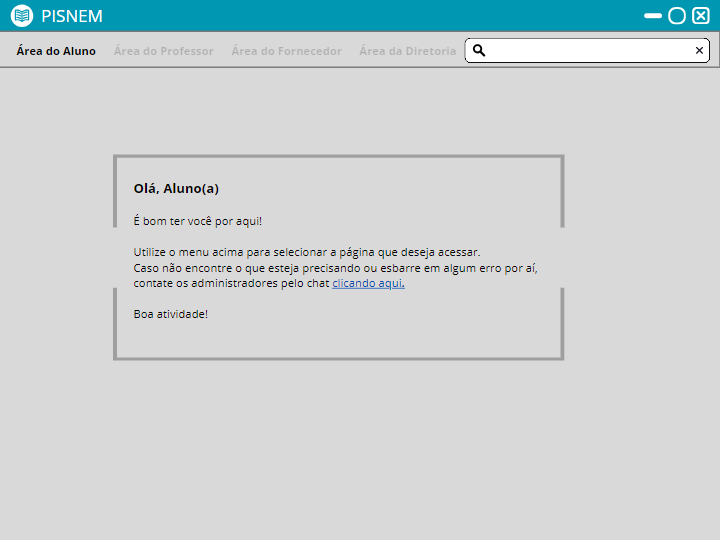 PISNEM
Área do Aluno Área do Professor Área do Fornecedor Área da Diretoria
Olá, Aluno(a)
É bom ter você por aqui!
Utilize o menu acima para selecionar a página que deseja acessar.
Caso não encontre o que esteja precisando ou esbarre em algum erro por aí,
contate os administradores pelo chat clicando aqui.
Boa atividade!